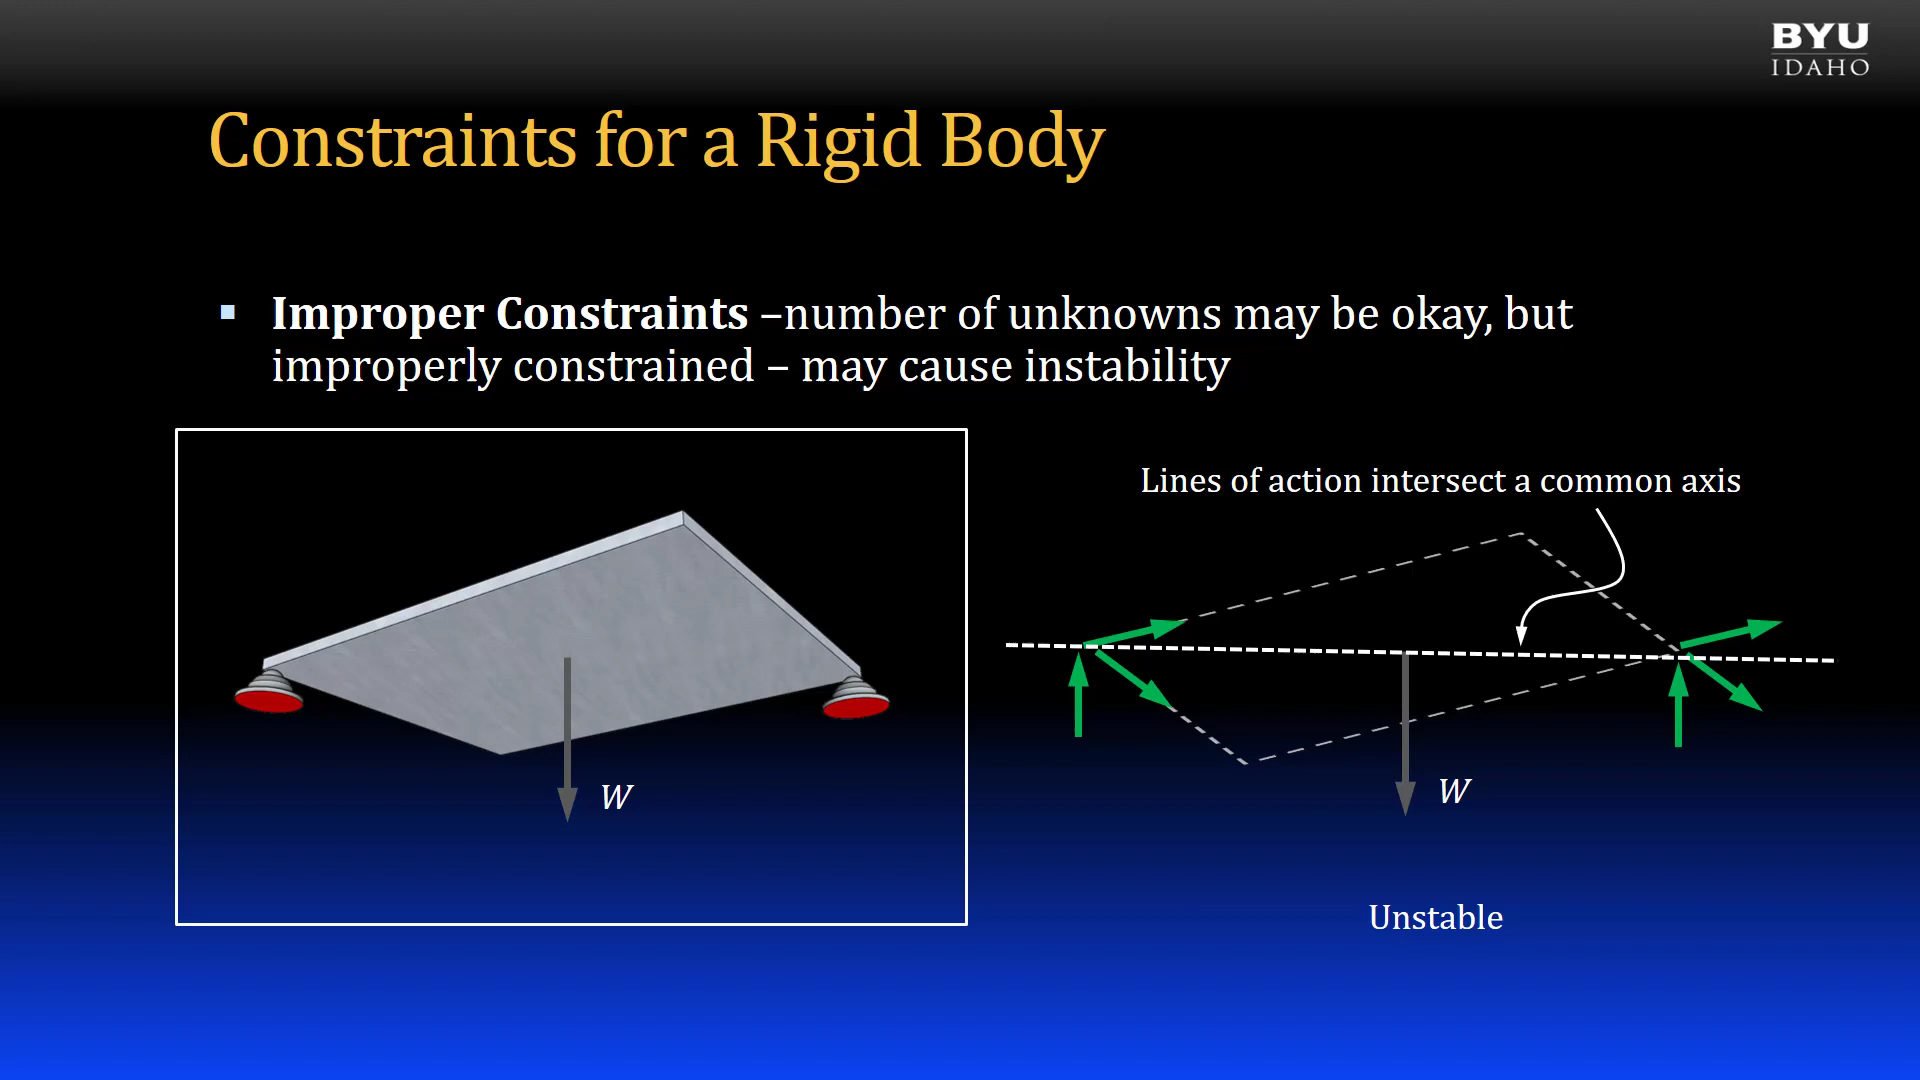 BYU
IDAHO
Constraints for a Rigid Body
▪ Improper Constraints –number of unknowns may be okay, but
improperly constrained – may cause instability
Lines of action intersect a common axis
W
W
Unstable